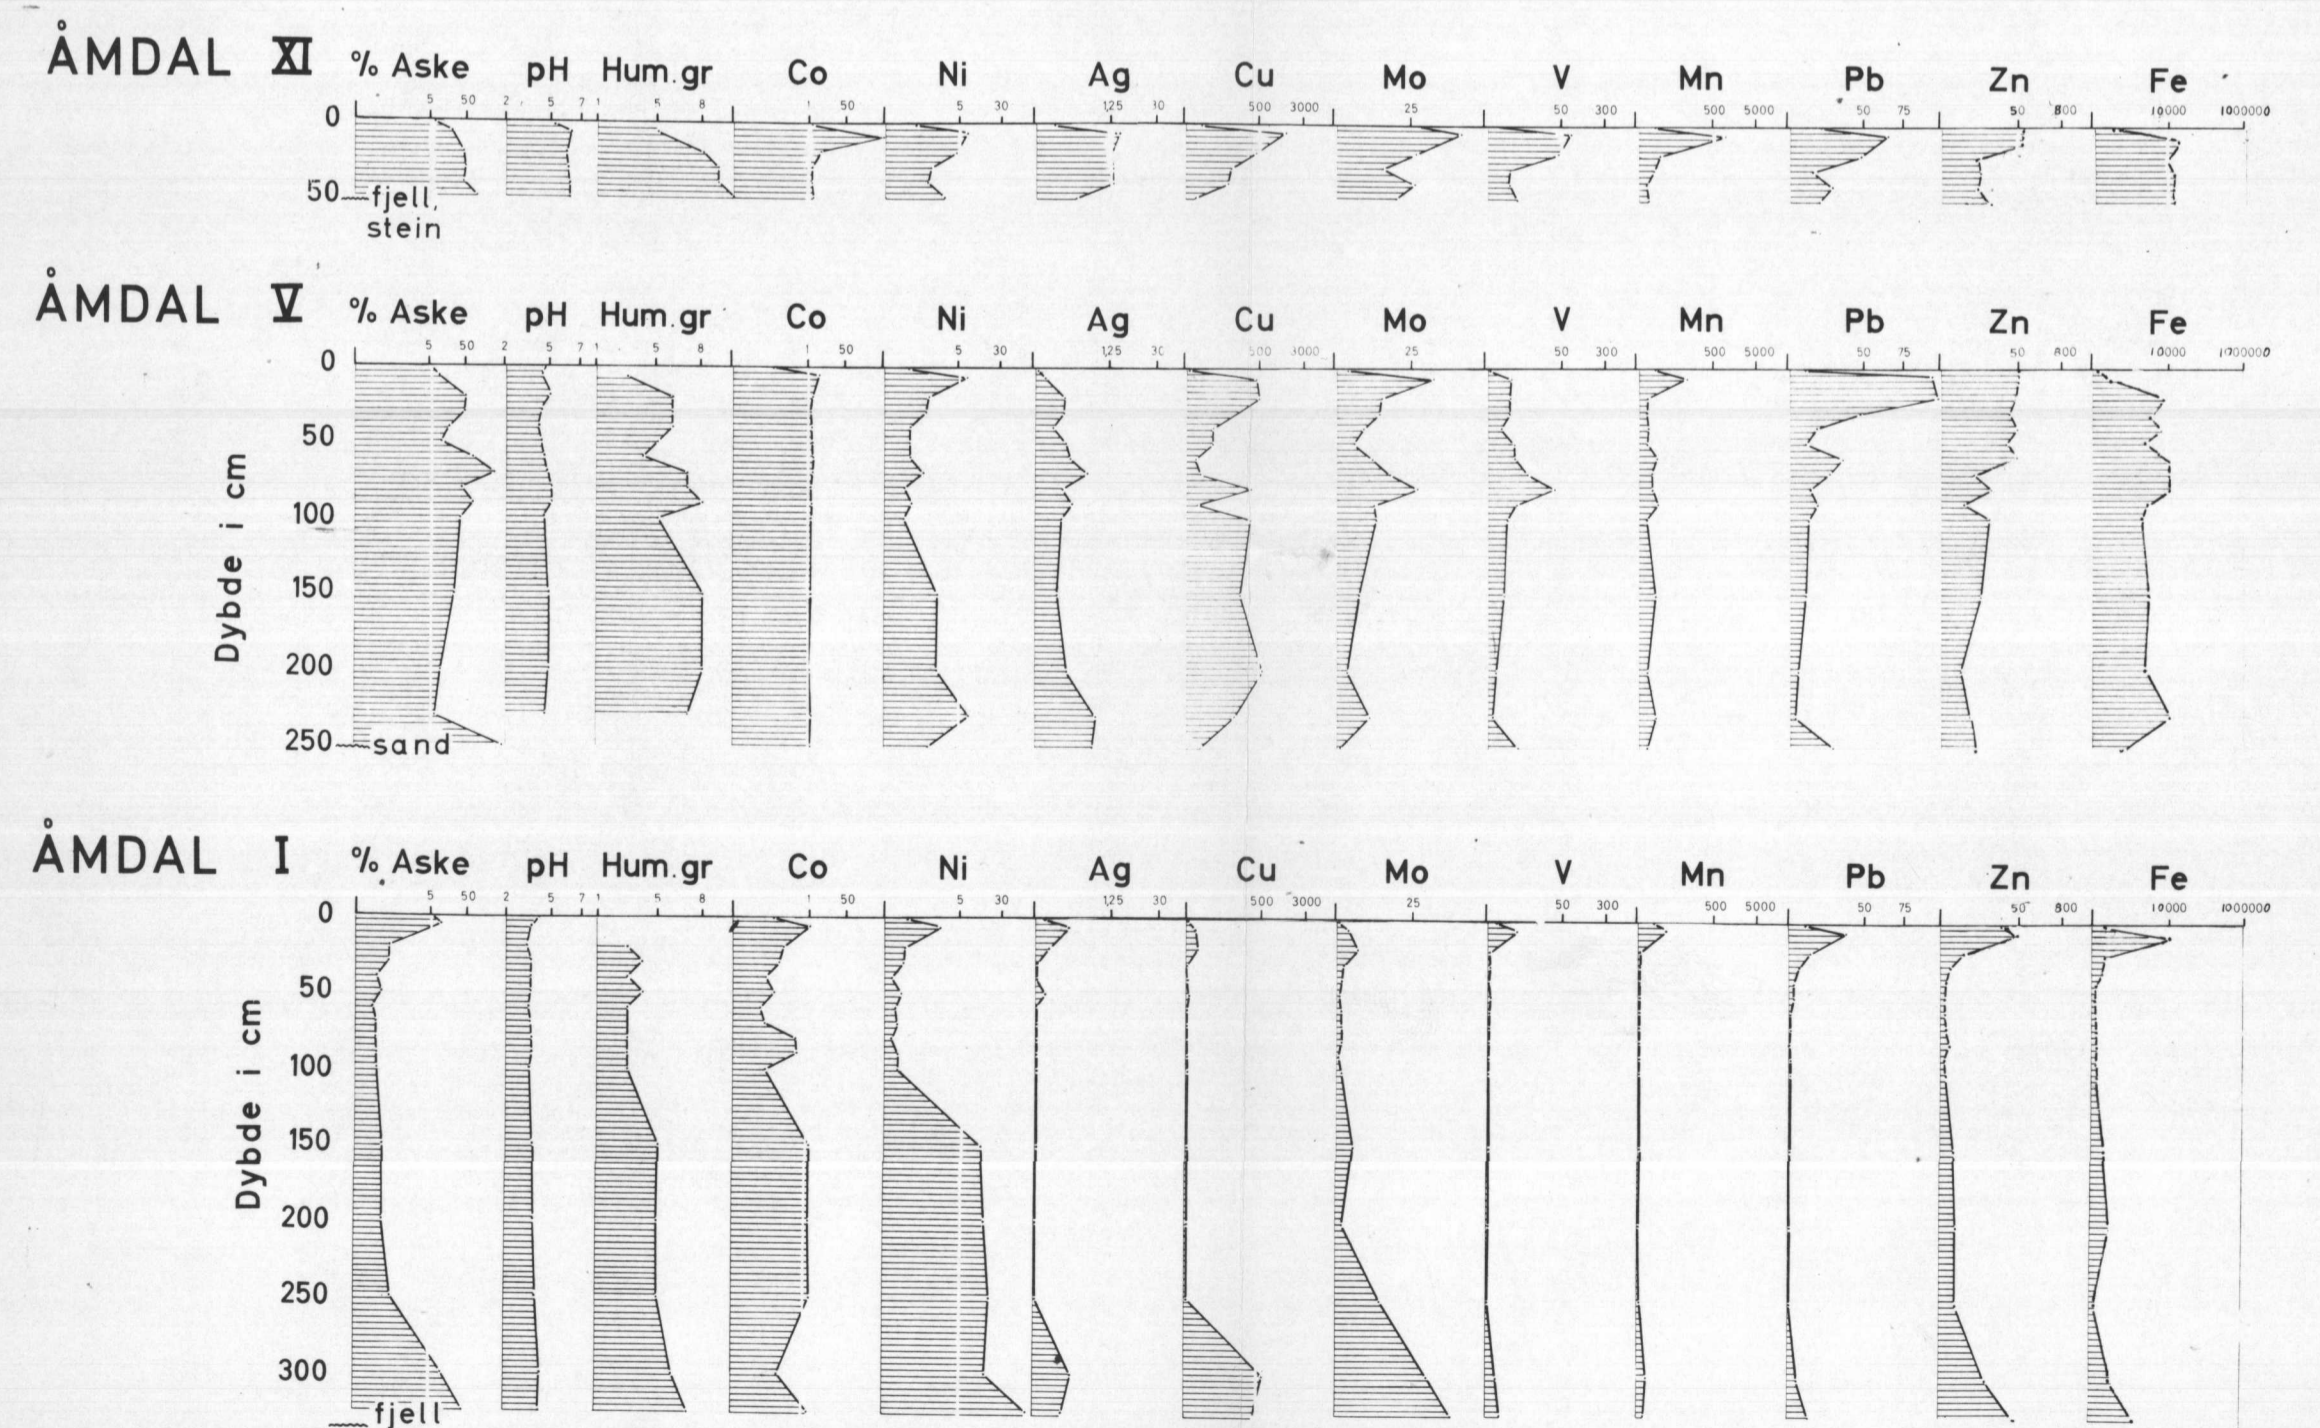 ÅMDAL XI
% Aske pH Hum.gr Co Ni Ag Cu Mo V Mn Pb Zn Fe
5 50 2 5 7 1 5 8 1 50 5 30 1,25 30 500 3000 25 50 300 500 5000 50 75 50 800 10000 1000000
0
50 fjell,
stein
ÅMDAL V
% Aske pH Hum.gr Co Ni Ag Cu Mo V Mn Pb Zn Fe
5 50 2 5 7 1 5 8 1 50 5 30 1,25 30 500 3000 25 50 300 500 5000 50 75 50 800 10000 1000000
0
50
100
150
200
250 sand
Dybde i cm
ÅMDAL I
% Aske pH Hum.gr Co Ni Ag Cu Mo V Mn Pb Zn Fe
5 50 2 5 7 1 5 8 1 50 5 30 1,25 30 500 3000 25 50 300 500 5000 50 75 50 800 10000 1000000
0
50
100
150
200
250
300
fjell
Dybde i cm